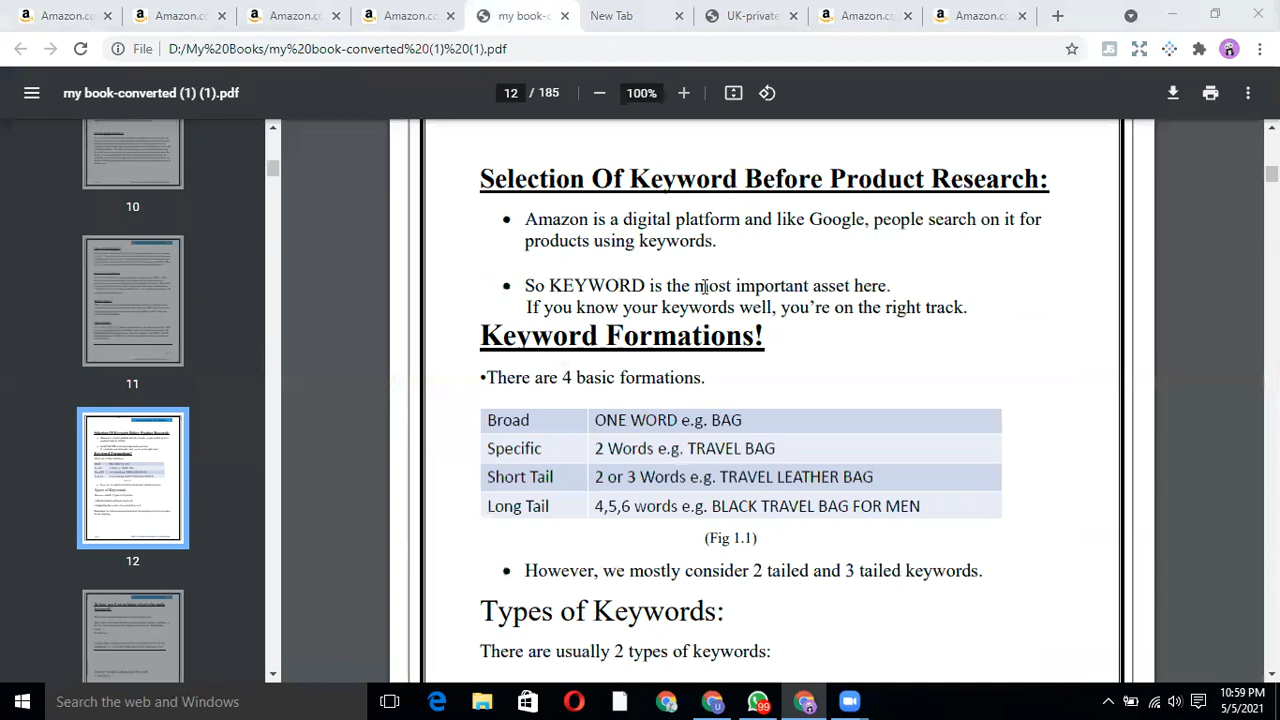 Amazon.co
Amazon.c
Amazon.co
Amazon.co
my book-
New Tab
UK-private
Amazon.c
Amazon.c
File
D:/My%20Books/my%20book-converted%20(1)%20(1).pdf
JS
my book-converted (1) (1).pdf
12 / 185
100%
10
11
12
Selection Of Keyword Before Product Research:
• Amazon is a digital platform and like Google, people search on it for
products using keywords.
• So KEYWORD is the most important asset here.
If you know your keywords well, you're on the right track.
Keyword Formations!
•There are 4 basic formations.
Broad ONE WORD e.g. BAG
Specific 2 Words e.g. TRAVEL BAG
Short Tail 2 or 3 Words e.g. TRAVEL LEATHER BAG
Long Tail 4,5,6 words e.g. BLACK TRAVEL BAG FOR MEN
(Fig 1.1)
• However, we mostly consider 2 tailed and 3 tailed keywords.
Types of Keywords:
There are usually 2 types of keywords:
Search the web and Windows
99
10:59 PM
5/5/2021